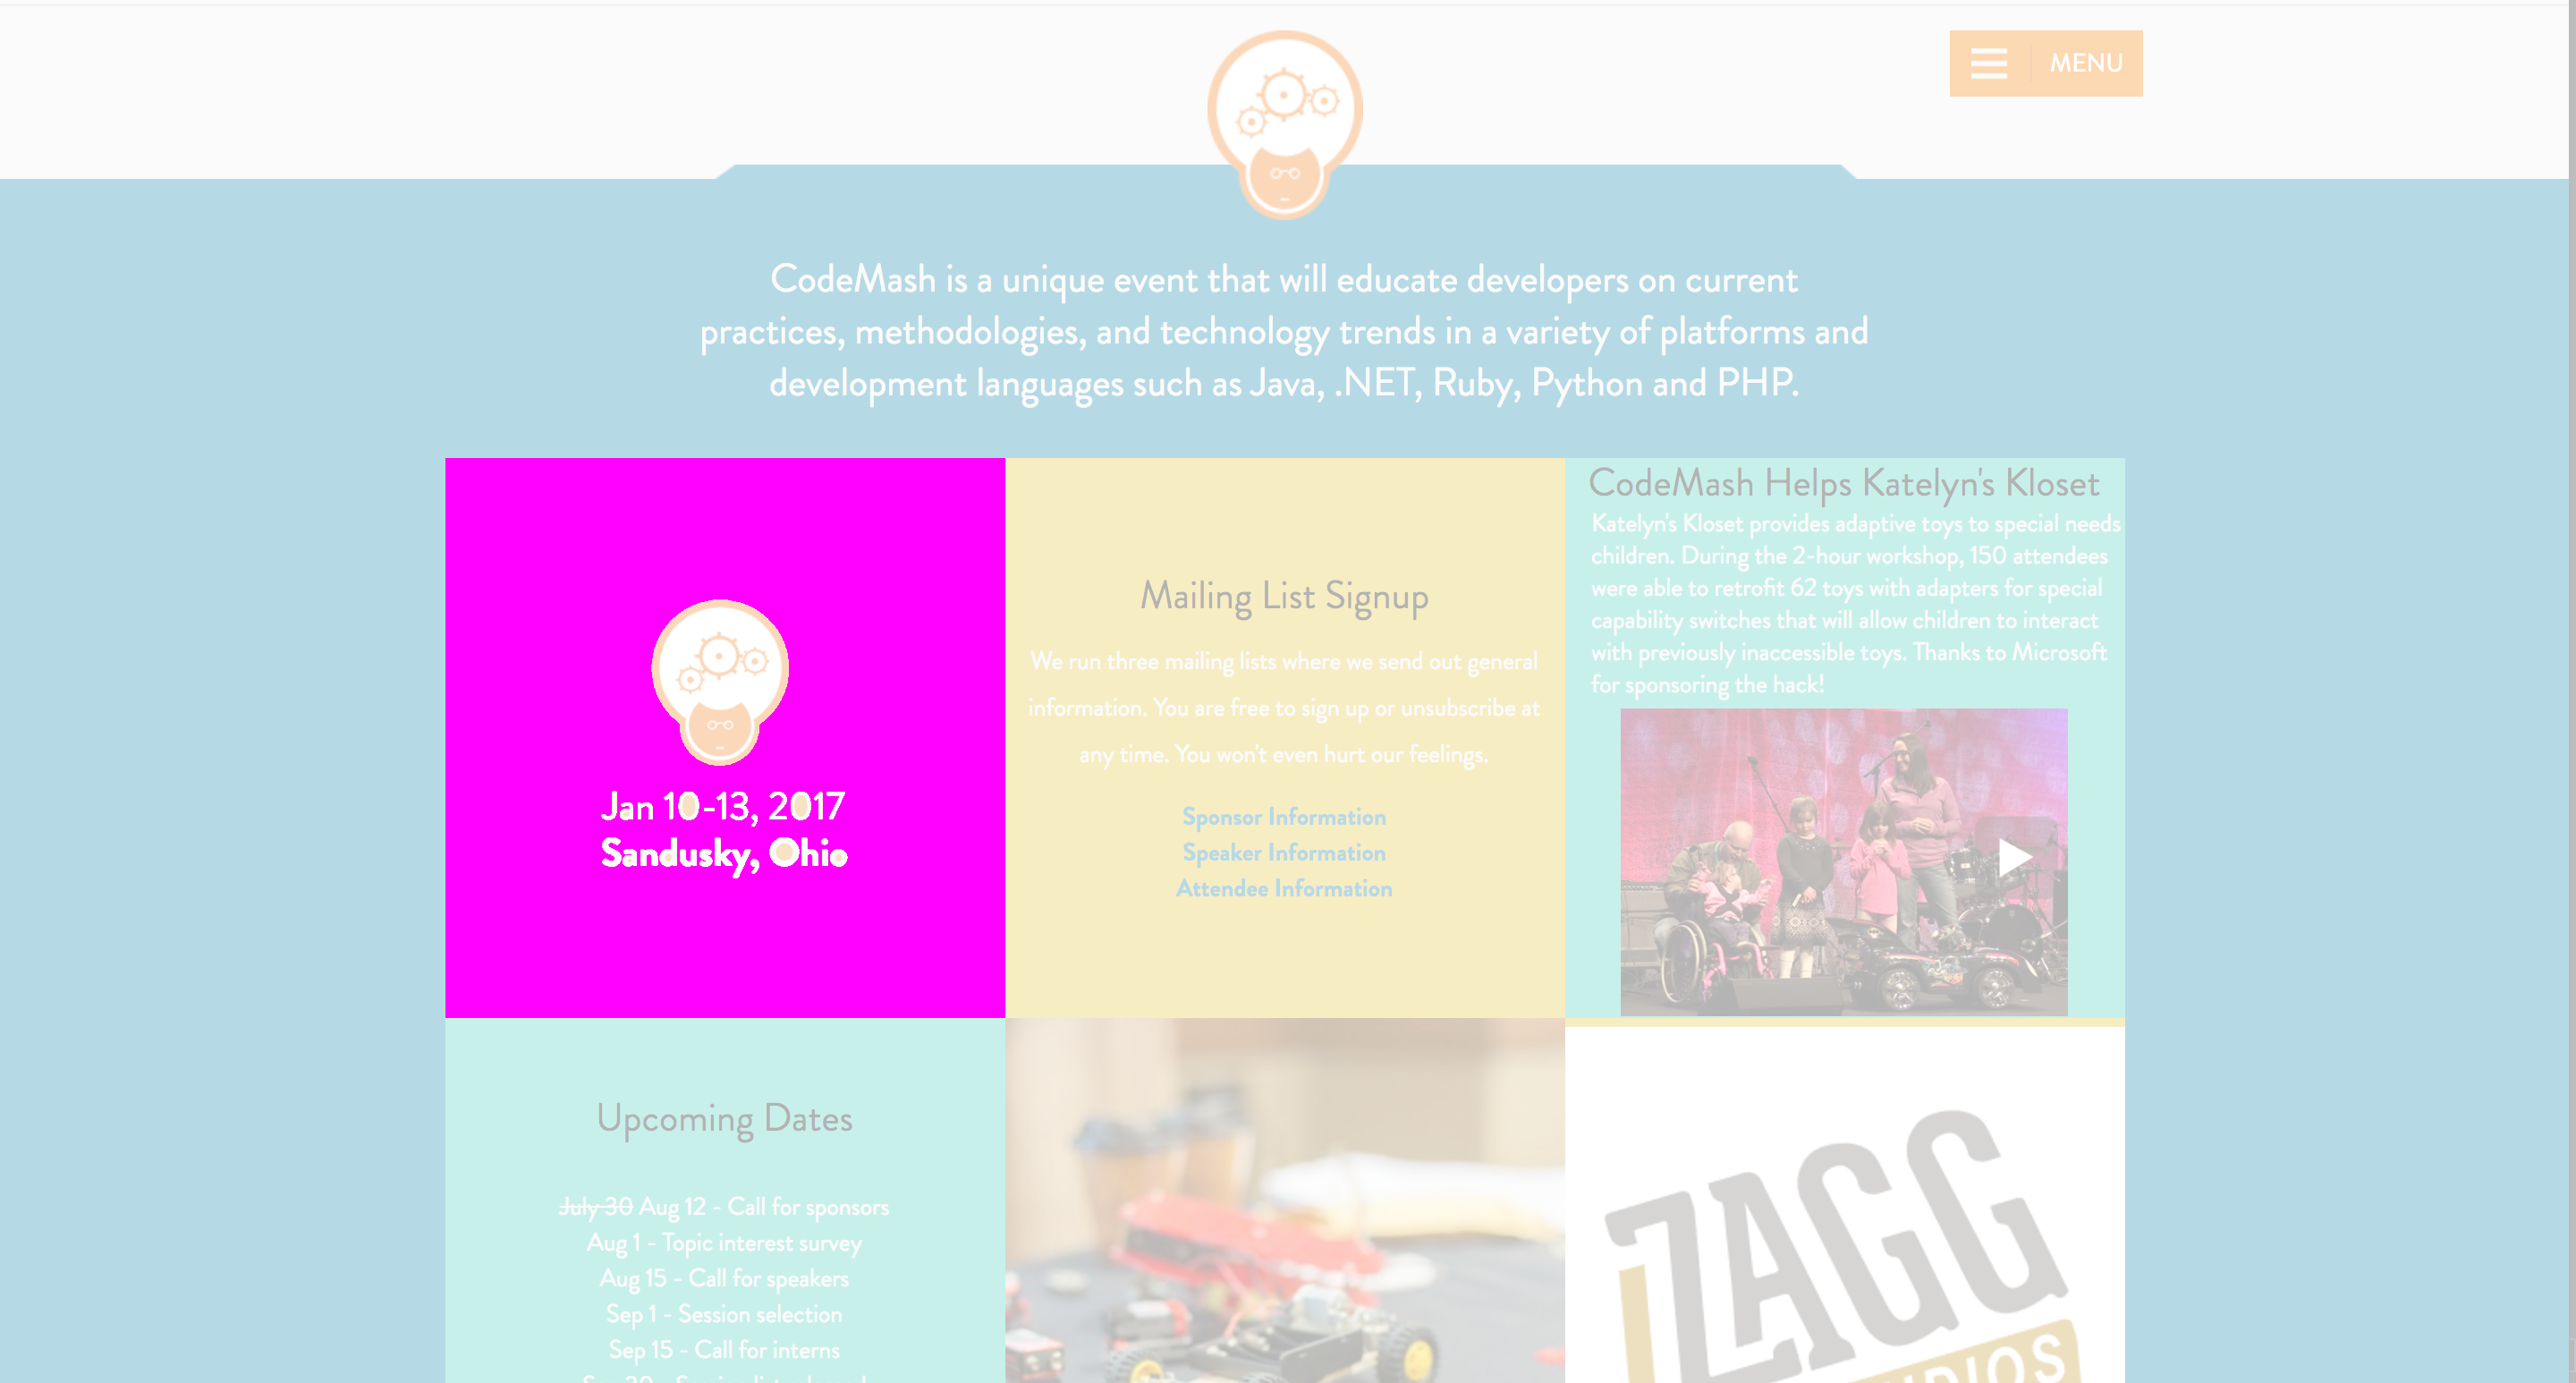 MENU
CodeMash is a unique event that will educate developers on current
practices, methodologies, and technology trends in a variety of platforms and
development languages such as Java, .NET, Ruby, Python and PHP.
Jan 10-13, 2017
Sandusky, Ohio
Mailing List Signup
We run three mailing lists where we send out general
information. You are free to sign up or unsubscribe at
any time. You won't even hurt our feelings.
Sponsor Information
Speaker Information
Attendee Information
CodeMash Helps Katelyn's Kloset
Katelyn's Kloset provides adaptive toys to special needs
children. During the 2-hour workshop, 150 attendees
were able to retrofit 62 toys with adapters for special
capability switches that will allow children to interact
with previously inaccessible toys. Thanks to Microsoft
for sponsoring the hack!
Upcoming Dates
July 30 Aug 12 - Call for sponsors
Aug 1 - Topic interest survey
Aug 15 - Call for speakers
Sep 1 - Session selection
Sep 15 - Call for interns
iZAGG